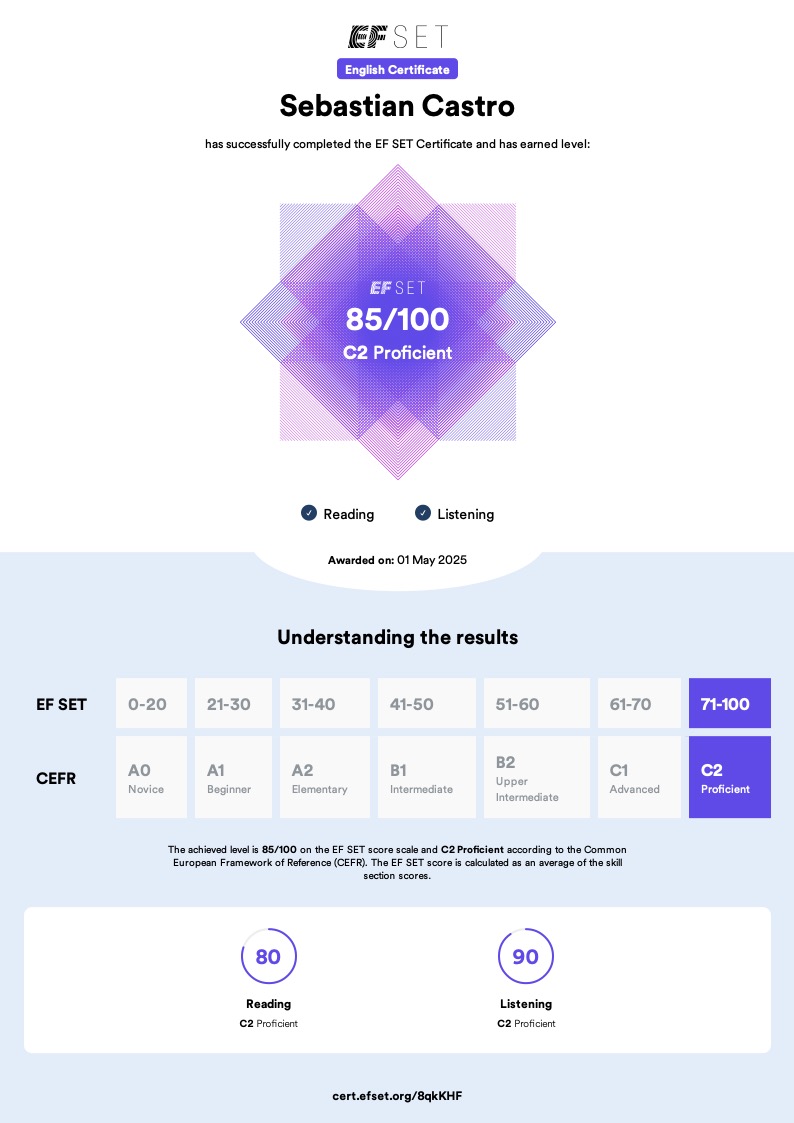 EF SET
English Certificate
Sebastian Castro
has successfully completed the EF SET Certificate and has earned level:
EF SET
85/100
C2 Proficient
✓ Reading ✓ Listening
Awarded on: 01 May 2025
Understanding the results
EF SET 0-20 21-30 31-40 41-50 51-60 61-70 71-100
CEFR
A0
Novice
A1
Beginner
A2
Elementary
B1
Intermediate
B2
Upper
Intermediate
C1
Advanced
C2
Proficient
The achieved level is 85/100 on the EF SET score scale and C2 Proficient according to the Common
European Framework of Reference (CEFR). The EF SET score is calculated as an average of the skill
section scores.
80
Reading
C2 Proficient
90
Listening
C2 Proficient
cert.efset.org/8qkKHF